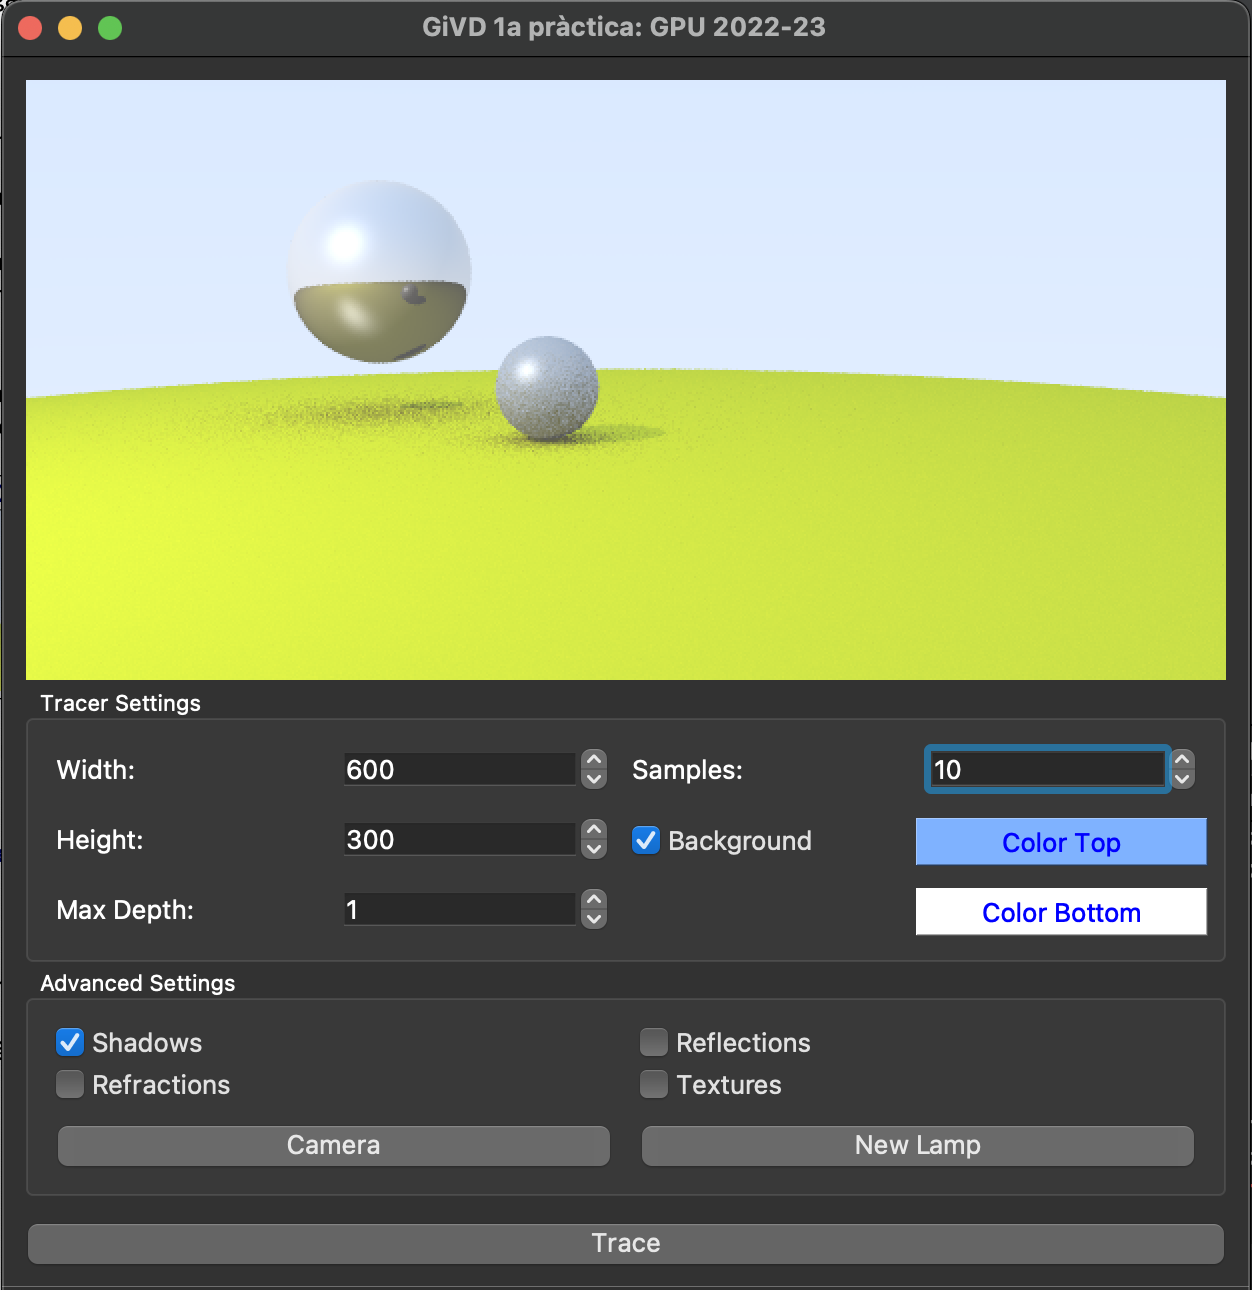 GiVD 1a pràctica: GPU 2022-23
Tracer Settings
Width: 600 Samples: 10
Height: 300 Background Color Top
Max Depth: 1 Color Bottom
Advanced Settings
Shadows Reflections
Refractions Textures
Camera New Lamp
Trace